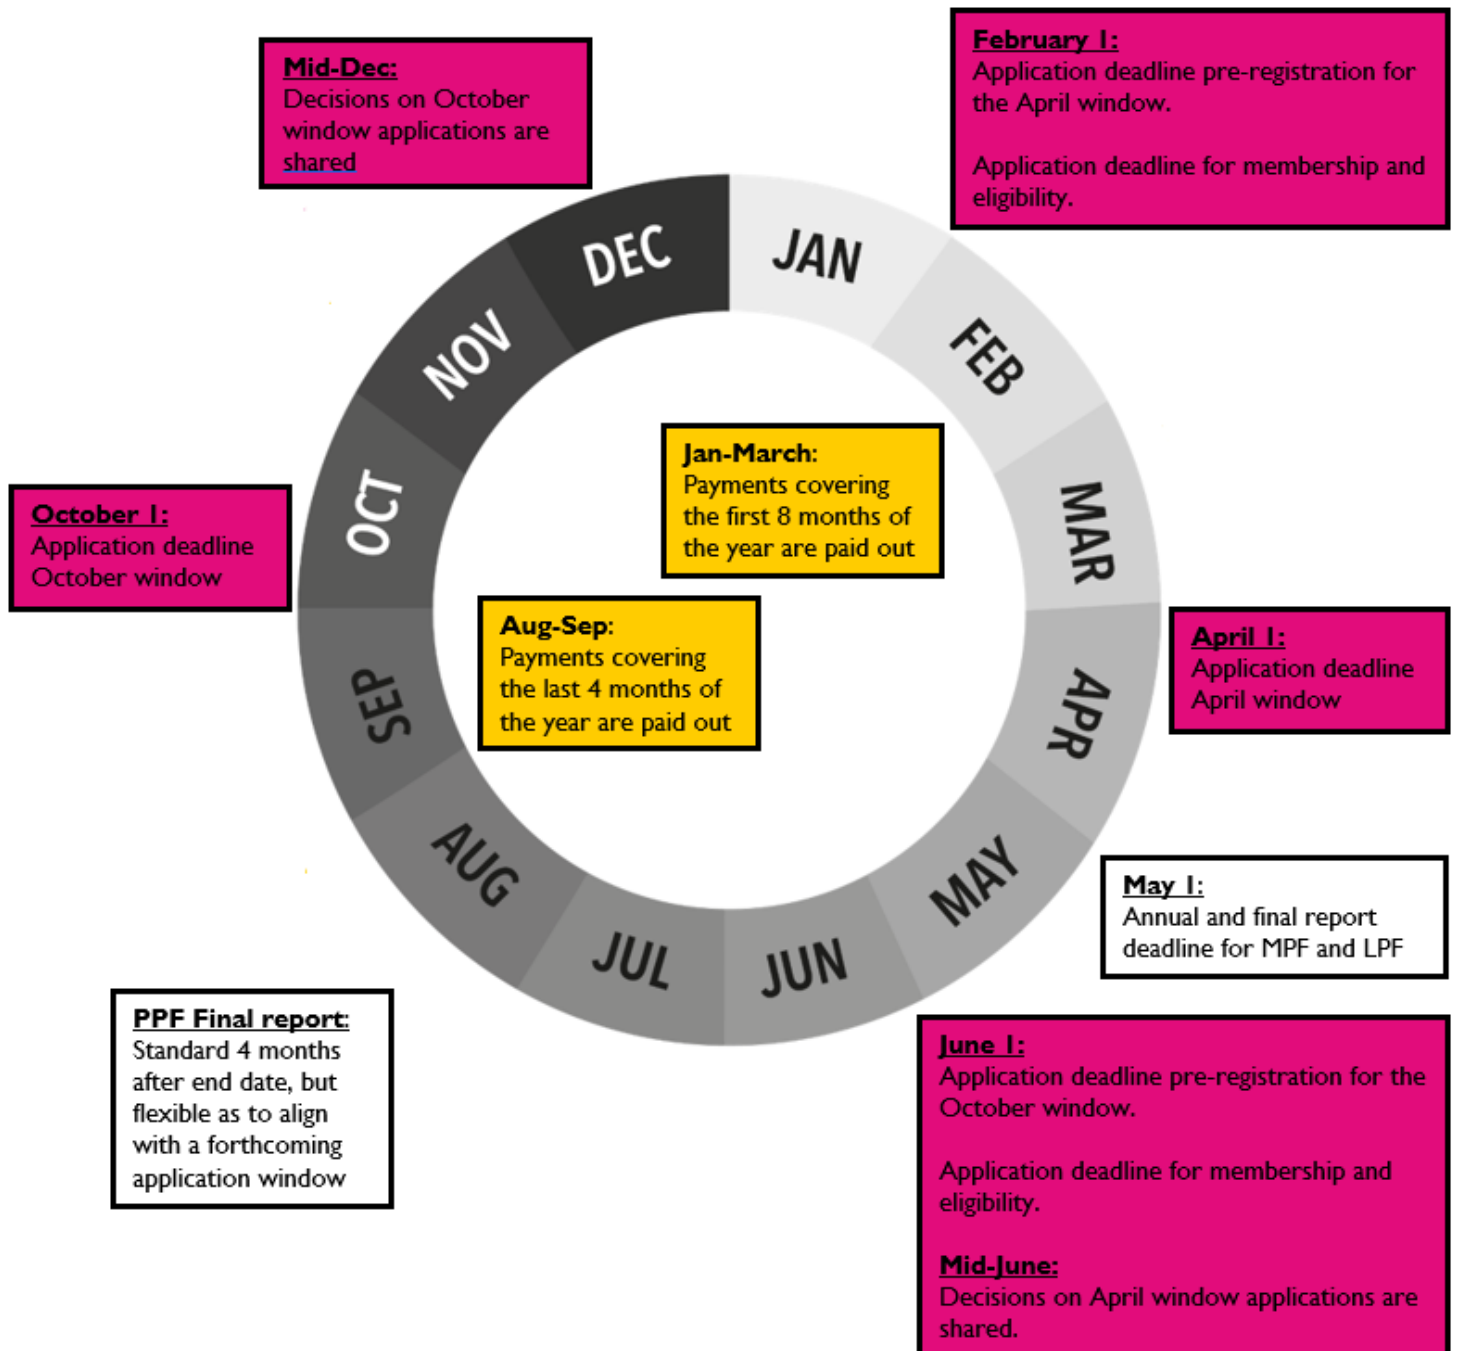 Mid-Dec:
Decisions on October
window applications are
shared
February 1:
Application deadline pre-registration for
the April window.
Application deadline for membership and
eligibility.
DEC
JAN
NOV
FEB
OCT
MAR
SEP
APR
AUG
MAY
JUL
JUN
Jan-March:
Payments covering
the first 8 months of
the year are paid out
October 1:
Application deadline
October window
Aug-Sep:
Payments covering
the last 4 months of
the year are paid out
April 1:
Application deadline
April window
May 1:
Annual and final report
deadline for MPF and LPF
PPF Final report:
Standard 4 months
after end date, but
flexible as to align
with a forthcoming
application window
June 1:
Application deadline pre-registration for the
October window.
Application deadline for membership and
eligibility.
Mid-June:
Decisions on April window applications are
shared.